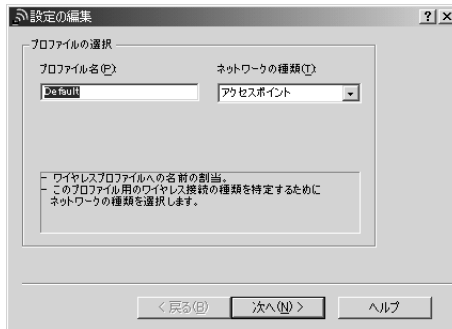 設定の編集
プロファイルの選択
プロファイル名(P):
ネットワークの種類(T):
Default
アクセスポイント
- ワイヤレスプロファイルへの名前の割当。
- このプロファイル用のワイヤレス接続の種類を特定するために
ネットワークの種類を選択します。
< 戻る(B)
次へ(N) >
ヘルプ